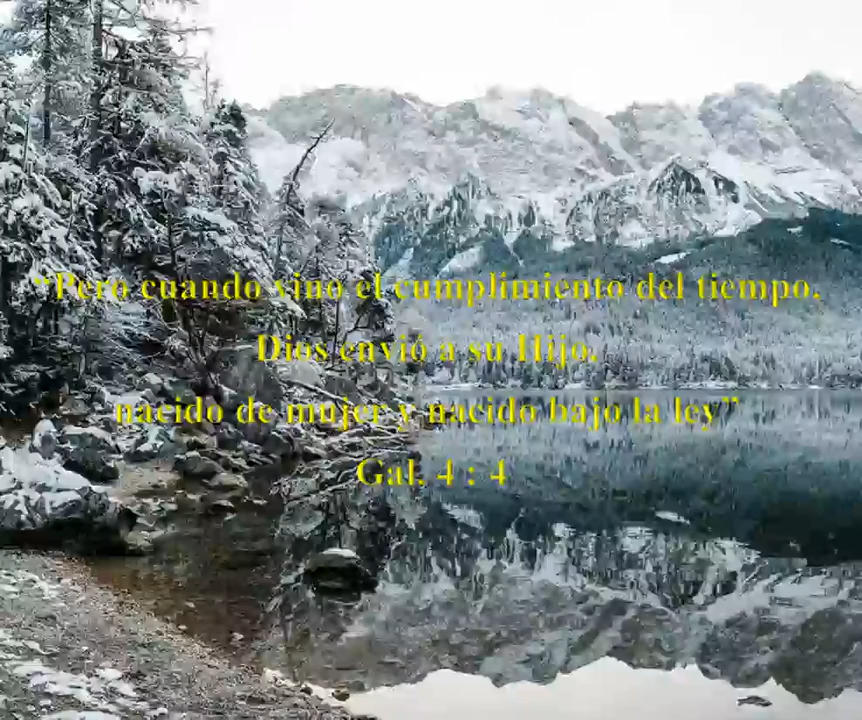 “Pero cuando vino el cumplimiento del tiempo,
Dios envió a su Hijo,
nacido de mujer y nacido bajo la ley”
Gal. 4 : 4